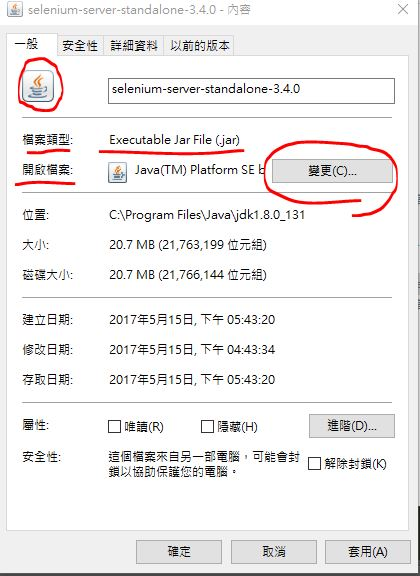 selenium-server-standalone-3.4.0 - 內容
一般 安全性 詳細資料 以前的版本
selenium-server-standalone-3.4.0
檔案類型: Executable Jar File (.jar)
開啟檔案: Java(TM) Platform SE b 變更(C)...
位置: C:\Program Files\Java\jdk1.8.0_131
大小: 20.7 MB (21,763,199 位元組)
磁碟大小: 20.7 MB (21,766,144 位元組)
建立日期: 2017年5月15日, 下午 05:43:20
修改日期: 2017年5月15日, 下午 04:43:34
存取日期: 2017年5月15日, 下午 05:43:20
屬性: 唯讀(R) 隱藏(H) 進階(D)...
安全性: 這個檔案來自另一部電腦，可能會封
鎖以協助保護您的電腦。 解除封鎖(K)
確定 取消 套用(A)